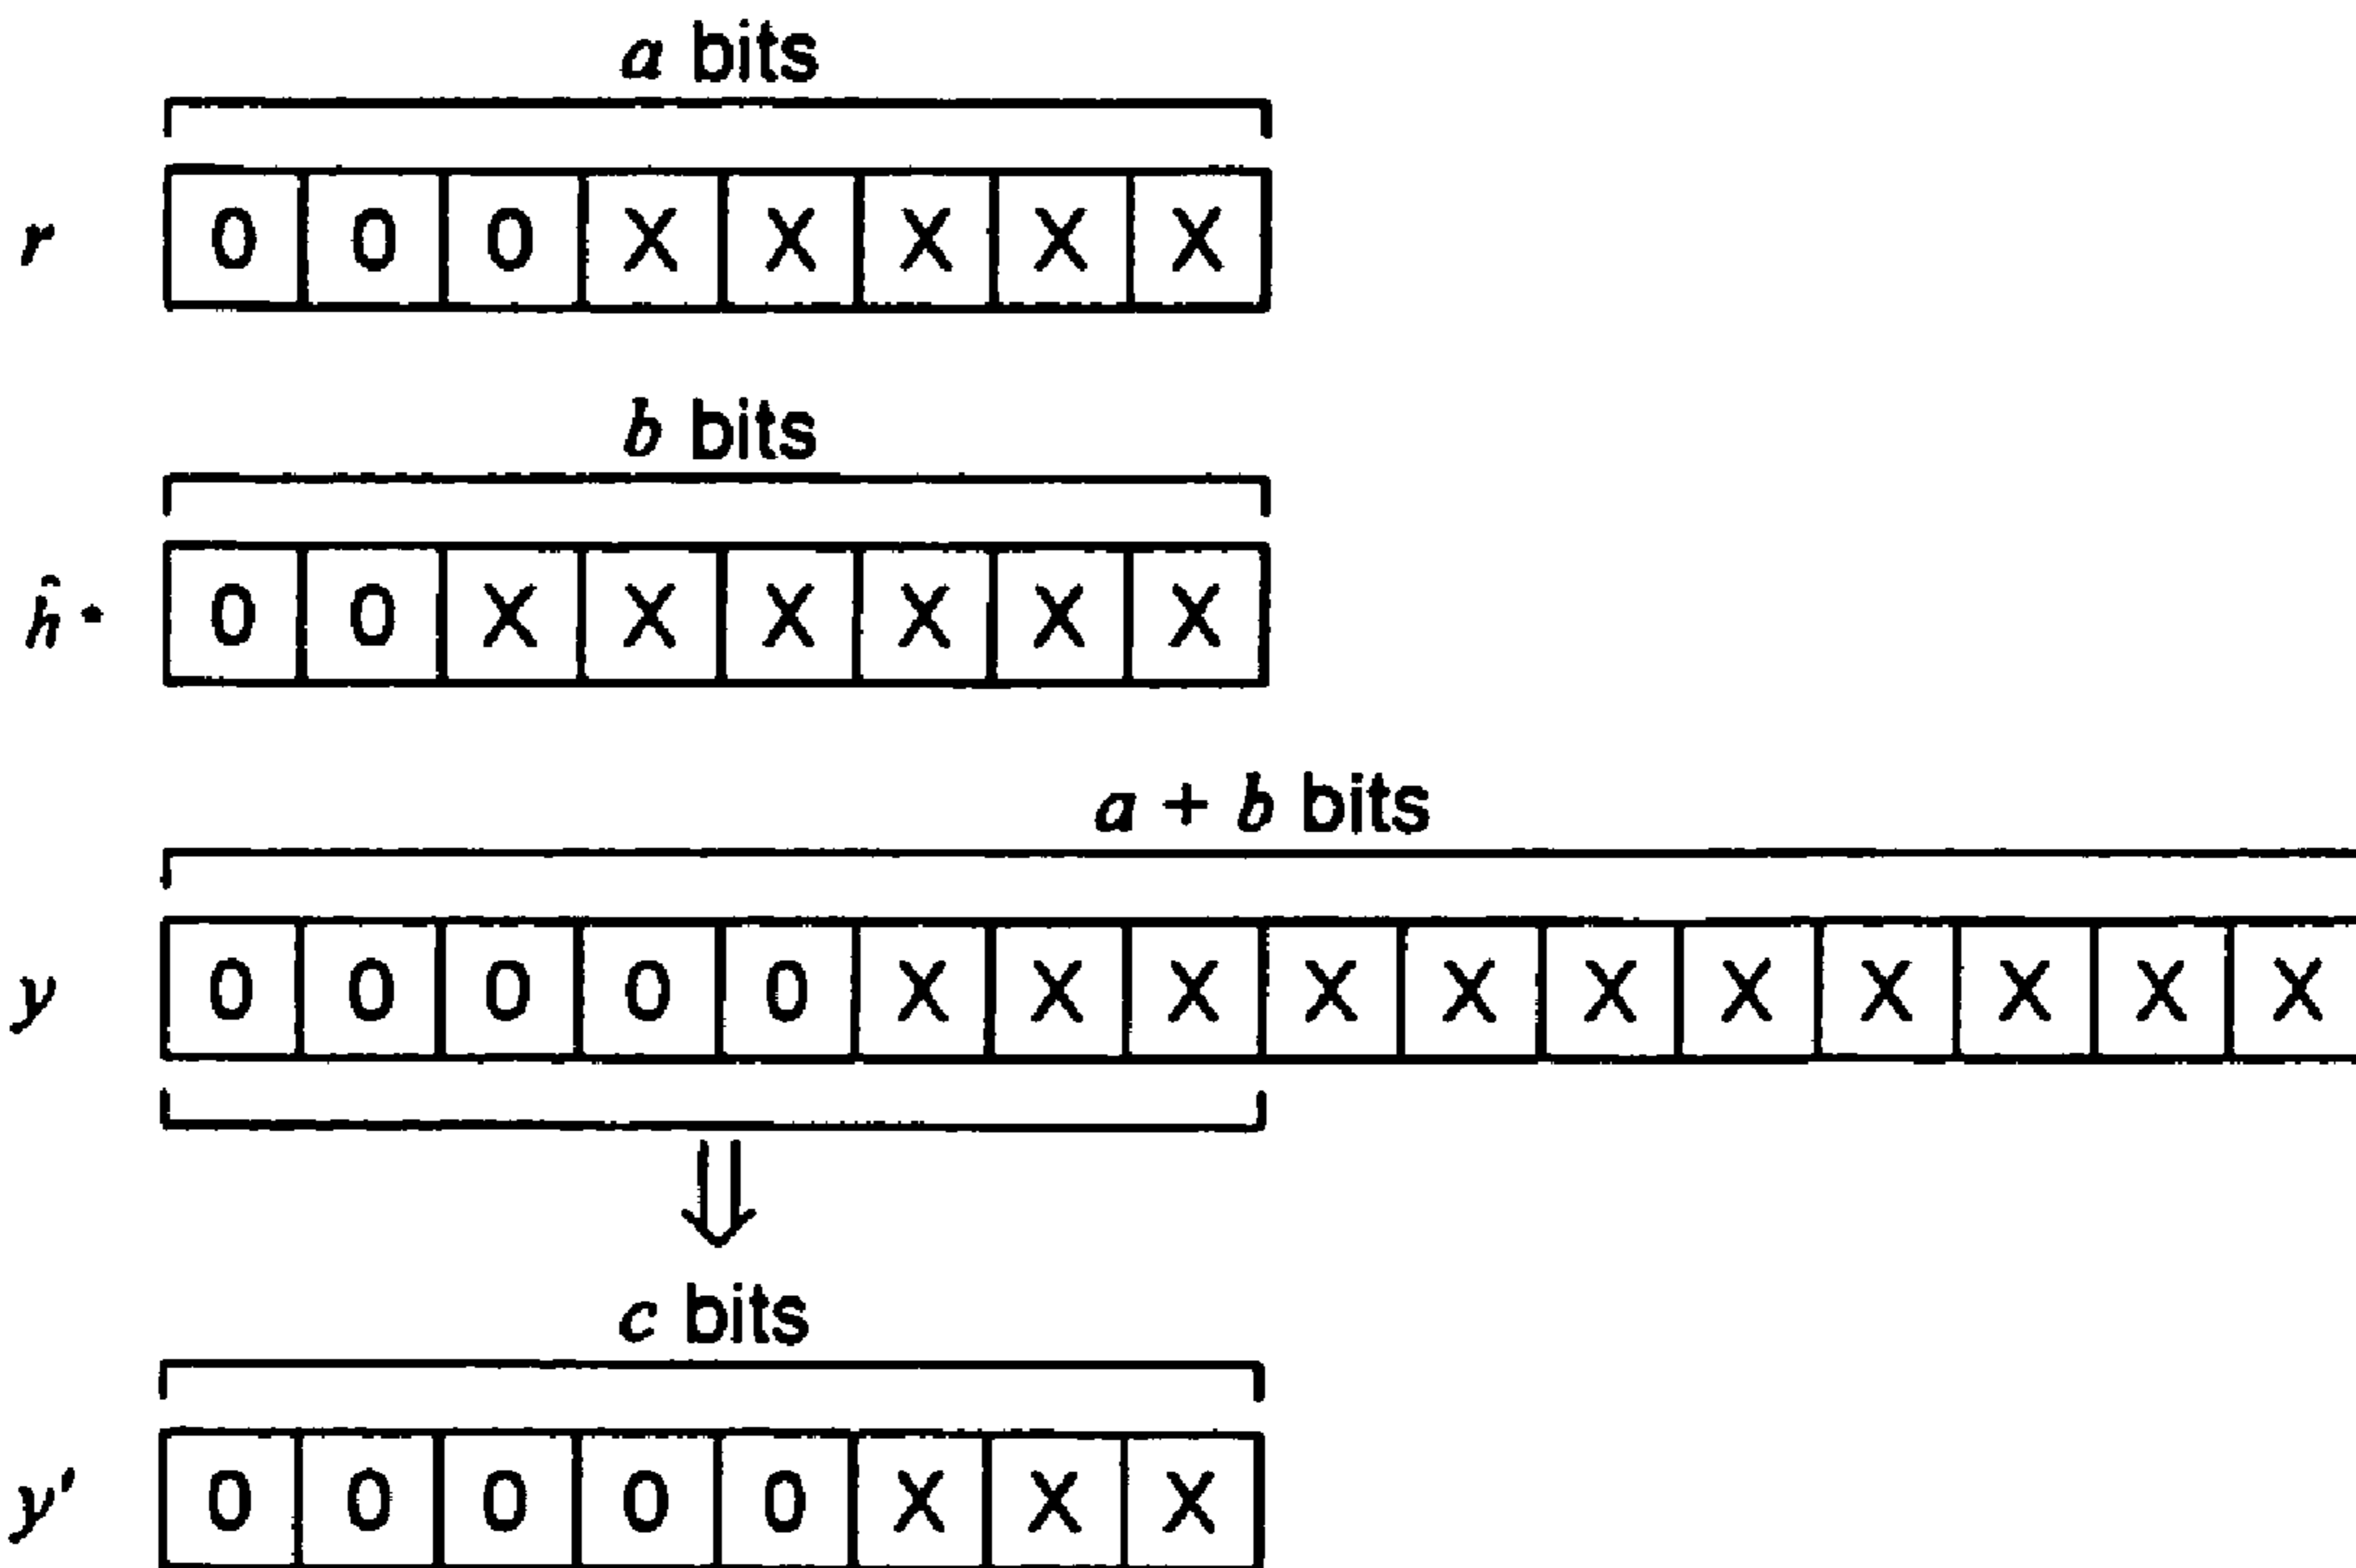 a bits
r 0 0 0 X X X X X
b bits
ĥ* 0 0 X X X X X X
a + b bits
y 0 0 0 0 0 X X X X X X X X X X X
c bits
y′ 0 0 0 0 0 X X X